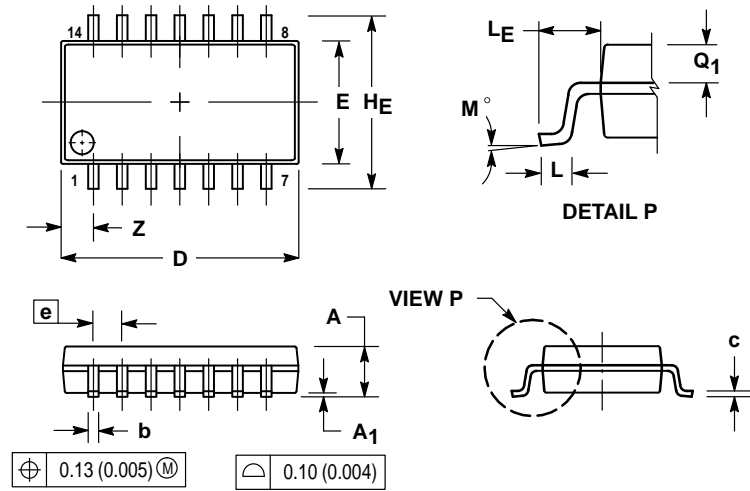 14 8
E
H_E
1 7
Z
D
L_E
Q_1
M°
L
DETAIL P
e
A
b
A_1
⌖ 0.13 (0.005) Ⓜ
⌓ 0.10 (0.004)
VIEW P
c